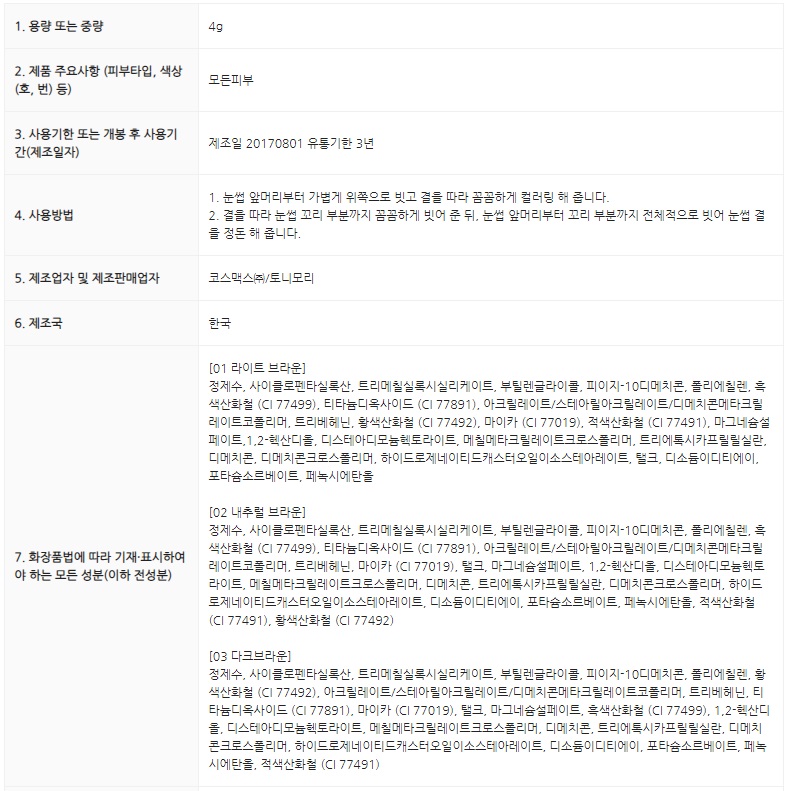 1. 용량 또는 중량
4g
2. 제품 주요사항 (피부타입, 색상
(호, 번) 등)
모든피부
3. 사용기한 또는 개봉 후 사용기
간(제조일자)
제조일 20170801 유통기한 3년
4. 사용방법
1. 눈썹 앞머리부터 가볍게 위쪽으로 빗고 결을 따라 꼼꼼하게 컬러링 해 줍니다.
2. 결을 따라 눈썹 꼬리 부분까지 꼼꼼하게 빗어 준 뒤, 눈썹 앞머리부터 꼬리 부분까지 전체적으로 빗어 눈썹 결
을 정돈 해 줍니다.
5. 제조업자 및 제조판매업자
코스맥스㈜/토니모리
6. 제조국
한국
7. 화장품법에 따라 기재·표시하여
야 하는 모든 성분(이하 전성분)
[01 라이트 브라운]
정제수, 사이클로펜타실록산, 트리메칠실록시실리케이트, 부틸렌글라이콜, 피이지-10디메치콘, 폴리에칠렌, 흑
색산화철 (CI 77499), 티타늄디옥사이드 (CI 77891), 아크릴레이트/스테아릴아크릴레이트/디메치콘메타크릴
레이트코폴리머, 트리베헤닌, 황색산화철 (CI 77492), 마이카 (CI 77019), 적색산화철 (CI 77491), 마그네슘설
페이트,1,2-헥산디올, 디스테아디모늄헥토라이트, 메칠메타크릴레이트크로스폴리머, 트리에톡시카프릴릴실란,
디메치콘, 디메치콘크로스폴리머, 하이드로제네이티드캐스터오일이소스테아레이트, 탤크, 디소듐이디티에이,
포타슘소르베이트, 페녹시에탄올
[02 내추럴 브라운]
정제수, 사이클로펜타실록산, 트리메칠실록시실리케이트, 부틸렌글라이콜, 피이지-10디메치콘, 폴리에칠렌, 흑
색산화철 (CI 77499), 티타늄디옥사이드 (CI 77891), 아크릴레이트/스테아릴아크릴레이트/디메치콘메타크릴
레이트코폴리머, 트리베헤닌, 마이카 (CI 77019), 탤크, 마그네슘설페이트, 1,2-헥산디올, 디스테아디모늄헥토
라이트, 메칠메타크릴레이트크로스폴리머, 디메치콘, 트리에톡시카프릴릴실란, 디메치콘크로스폴리머, 하이드
로제네이티드캐스터오일이소스테아레이트, 디소듐이디티에이, 포타슘소르베이트, 페녹시에탄올, 적색산화철
(CI 77491), 황색산화철 (CI 77492)
[03 다크브라운]
정제수, 사이클로펜타실록산, 트리메칠실록시실리케이트, 부틸렌글라이콜, 피이지-10디메치콘, 폴리에칠렌, 황
색산화철 (CI 77492), 아크릴레이트/스테아릴아크릴레이트/디메치콘메타크릴레이트코폴리머, 트리베헤닌, 티
타늄디옥사이드 (CI 77891), 마이카 (CI 77019), 탤크, 마그네슘설페이트, 흑색산화철 (CI 77499), 1,2-헥산디
올, 디스테아디모늄헥토라이트, 메칠메타크릴레이트크로스폴리머, 디메치콘, 트리에톡시카프릴릴실란, 디메치
콘크로스폴리머, 하이드로제네이티드캐스터오일이소스테아레이트, 디소듐이디티에이, 포타슘소르베이트, 페녹
시에탄올, 적색산화철 (CI 77491)